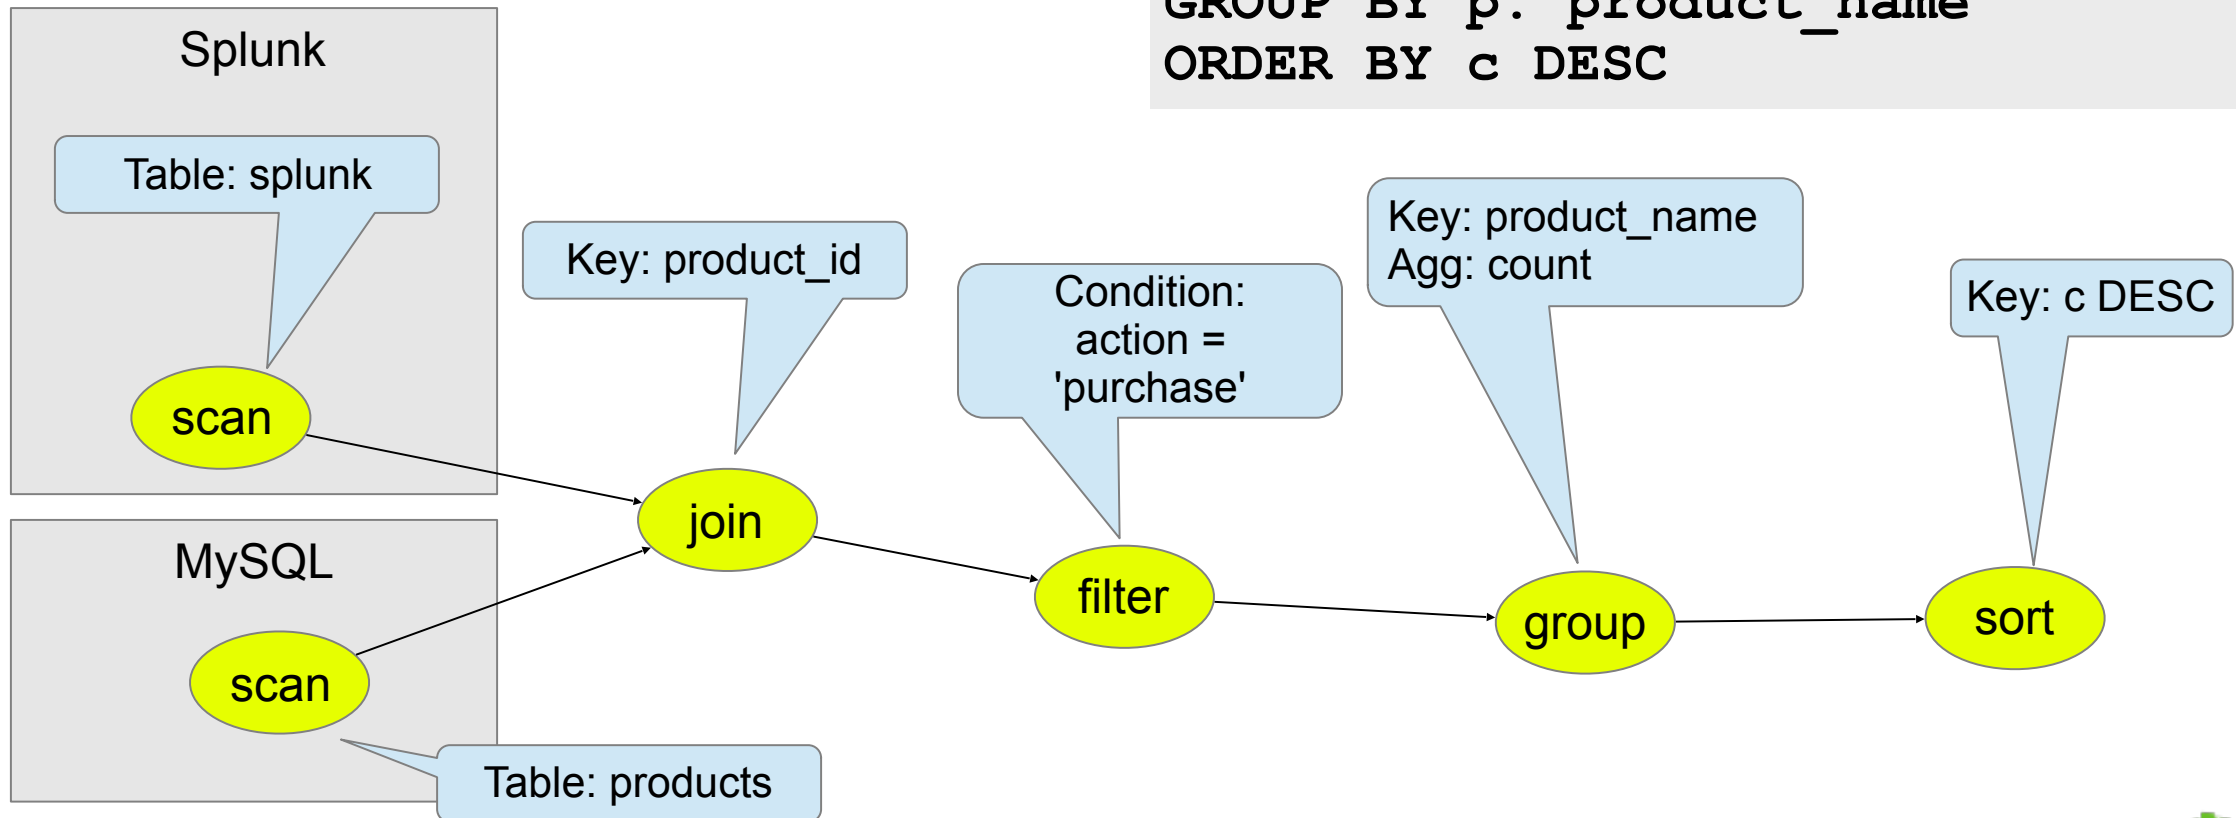 GROUP BY p. product_name
ORDER BY c DESC
Splunk
Table: splunk
scan
MySQL
scan
Table: products
Key: product_id
join
Condition:
action =
'purchase'
filter
Key: product_name
Agg: count
group
Key: c DESC
sort